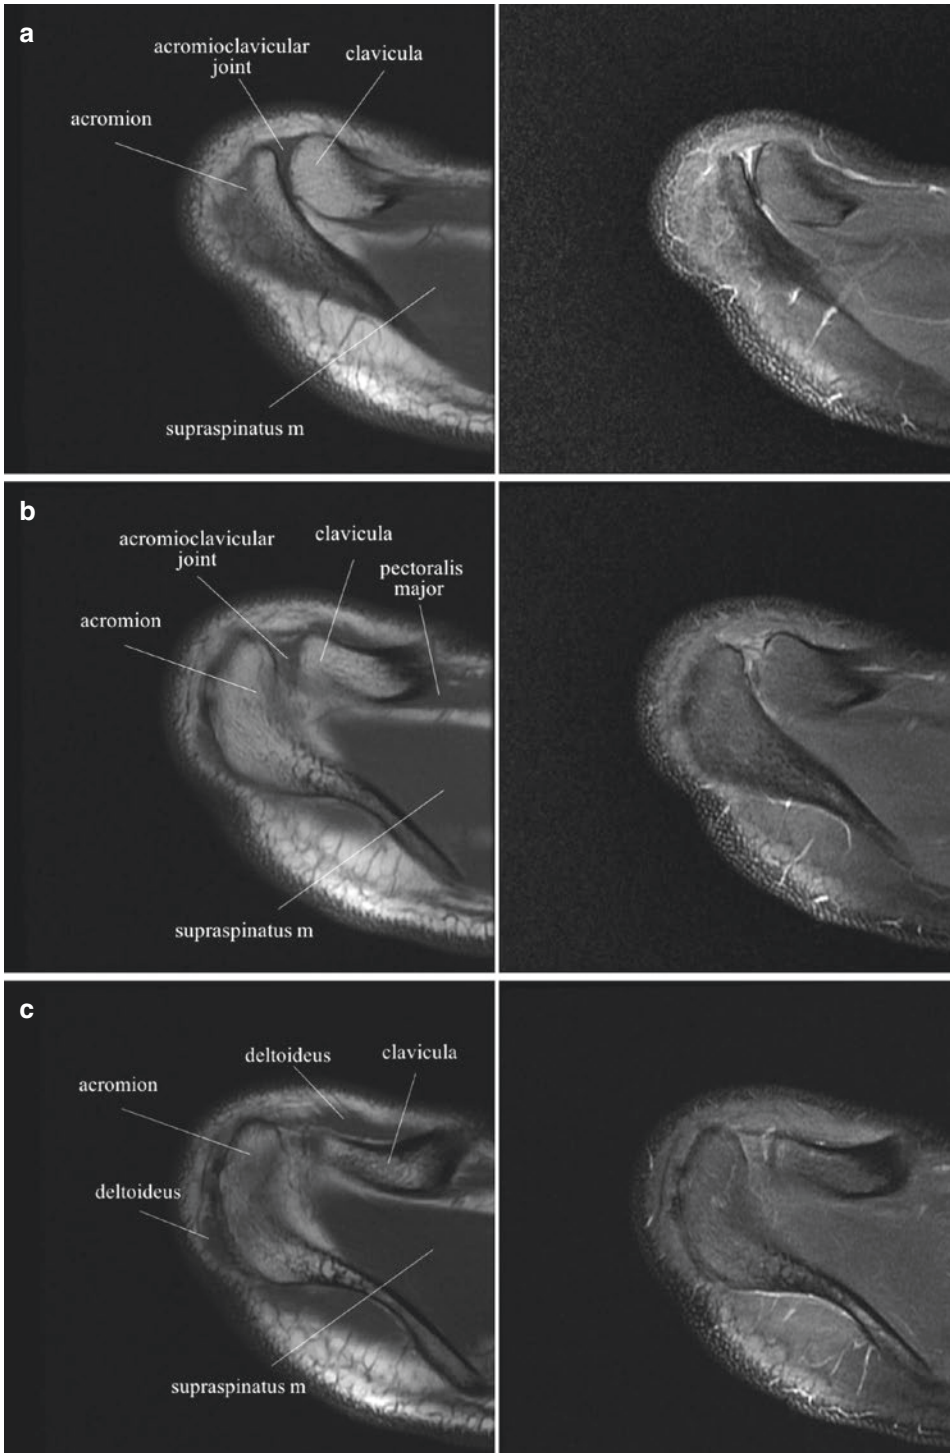 a
acromioclavicular
joint
clavicula
acromion
supraspinatus m
b
acromioclavicular
joint
clavicula
pectoralis
major
acromion
supraspinatus m
c
deltoideus
clavicula
acromion
deltoideus
supraspinatus m